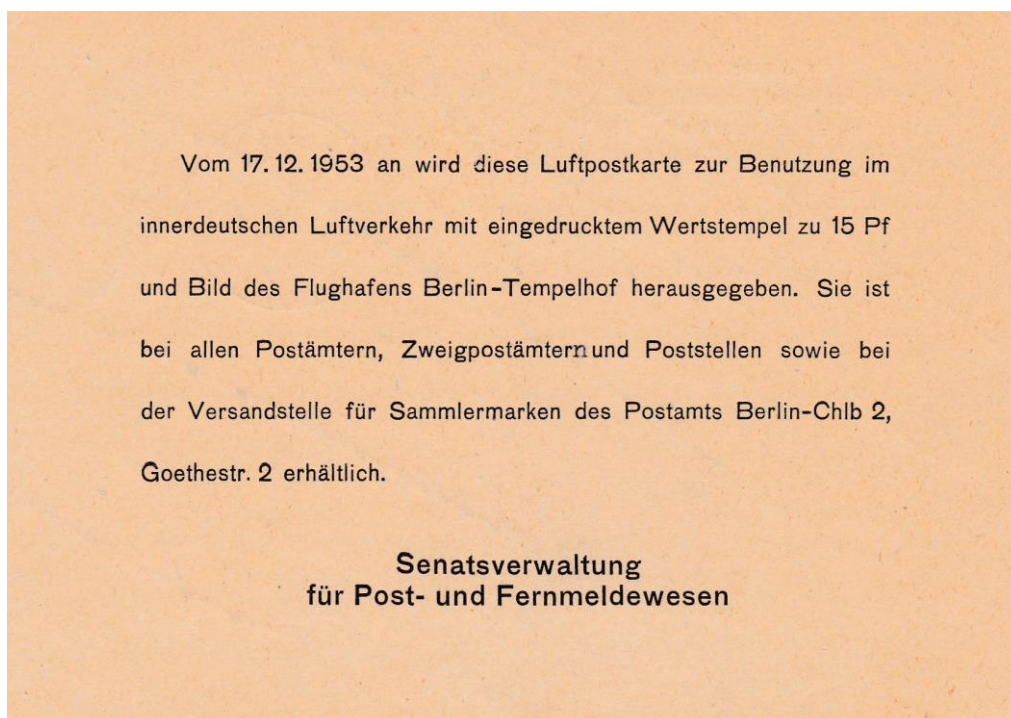 Vom 17. 12. 1953 an wird diese Luftpostkarte zur Benutzung im
innerdeutschen Luftverkehr mit eingedrucktem Wertstempel zu 15 Pf
und Bild des Flughafens Berlin-Tempelhof herausgegeben. Sie ist
bei allen Postämtern, Zweigpostämtern und Poststellen sowie bei
der Versandstelle für Sammlermarken des Postamts Berlin-Chlb 2,
Goethestr. 2 erhältlich.
Senatsverwaltung
für Post- und Fernmeldewesen